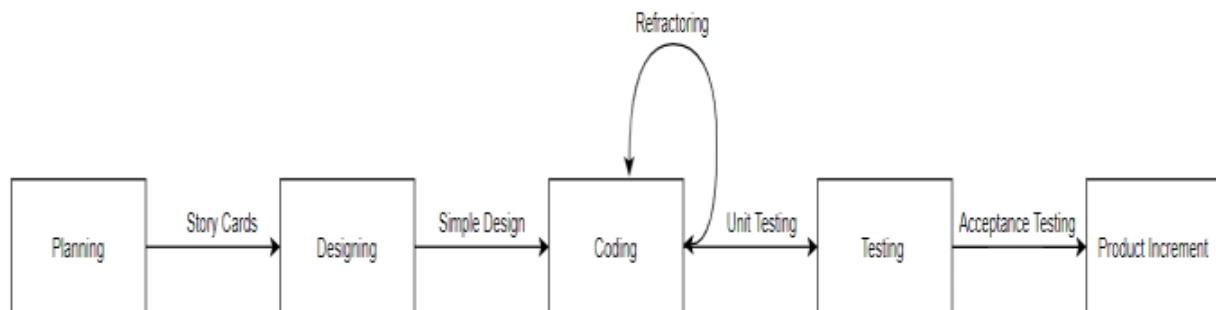 Refractoring
Story Cards
Simple Design
Unit Testing
Acceptance Testing
Planning
Designing
Coding
Testing
Product Increment